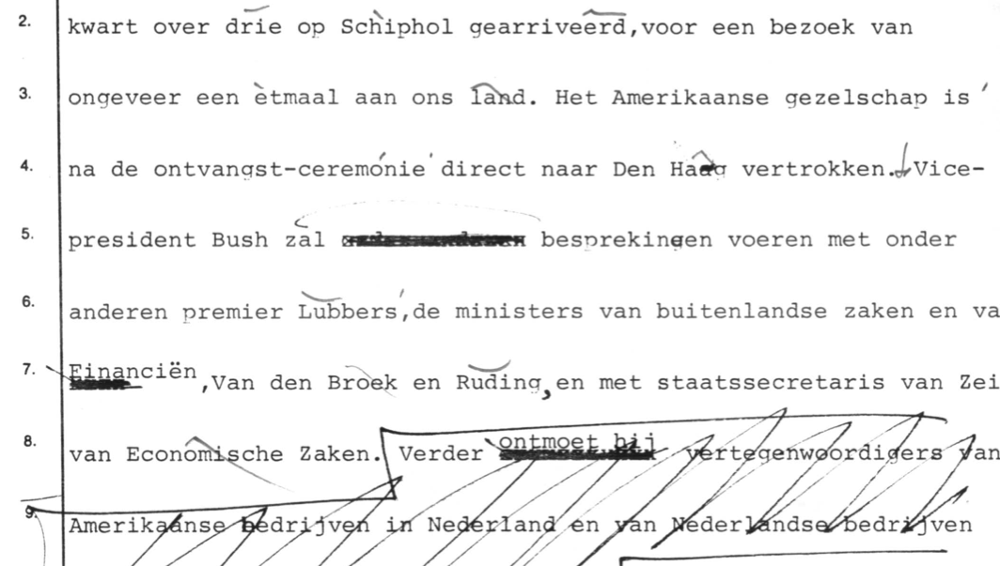 2. kwart over drie op Schiphol gearriveerd,voor een bezoek van
3. ongeveer een etmaal aan ons land. Het Amerikaanse gezelschap is
4. na de ontvangst-ceremonie direct naar Den Haag vertrokken. Vice-
5. president Bush zal besprekingen voeren met onder
6. anderen premier Lubbers,de ministers van buitenlandse zaken en va
7. Financiën ,Van den Broek en Ruding,en met staatssecretaris van Zei
8. van Economische Zaken. Verder ontmoet hij vertegenwoordigers van
9. Amerikaanse bedrijven in Nederland en van Nederlandse bedrijven